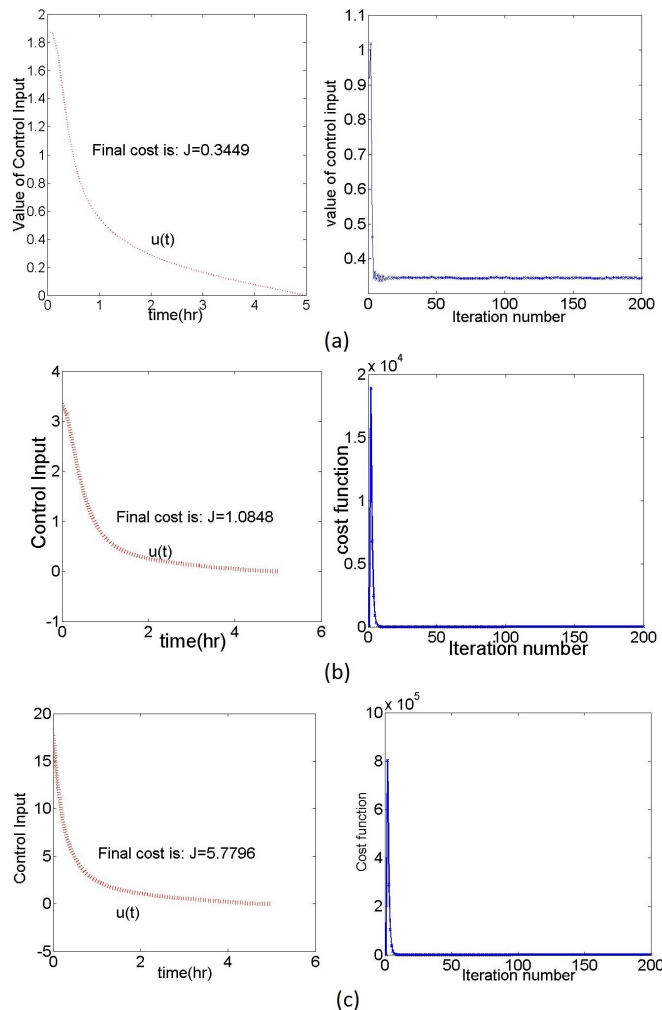 2
1.8
1.6
1.4
1.2
1
0.8
0.6
0.4
0.2
0
Value of Control Input
Final cost is: J=0.3449
u(t)
0 1 2 3 4 5
time(hr)
1.1
1
0.9
0.8
0.7
0.6
0.5
0.4
value of control input
0 50 100 150 200
Iteration number
(a)
4
3
2
1
0
-1
Control Input
Final cost is: J=1.0848
u(t)
0 2 4 6
time(hr)
2 x 10^4
1.5
1
0.5
0
cost function
0 50 100 150 200
Iteration number
(b)
20
15
10
5
0
-5
Control Input
Final cost is: J=5.7796
u(t)
0 2 4 6
time(hr)
10 x 10^5
8
6
4
2
0
Cost function
0 50 100 150 200
Iteration number
(c)